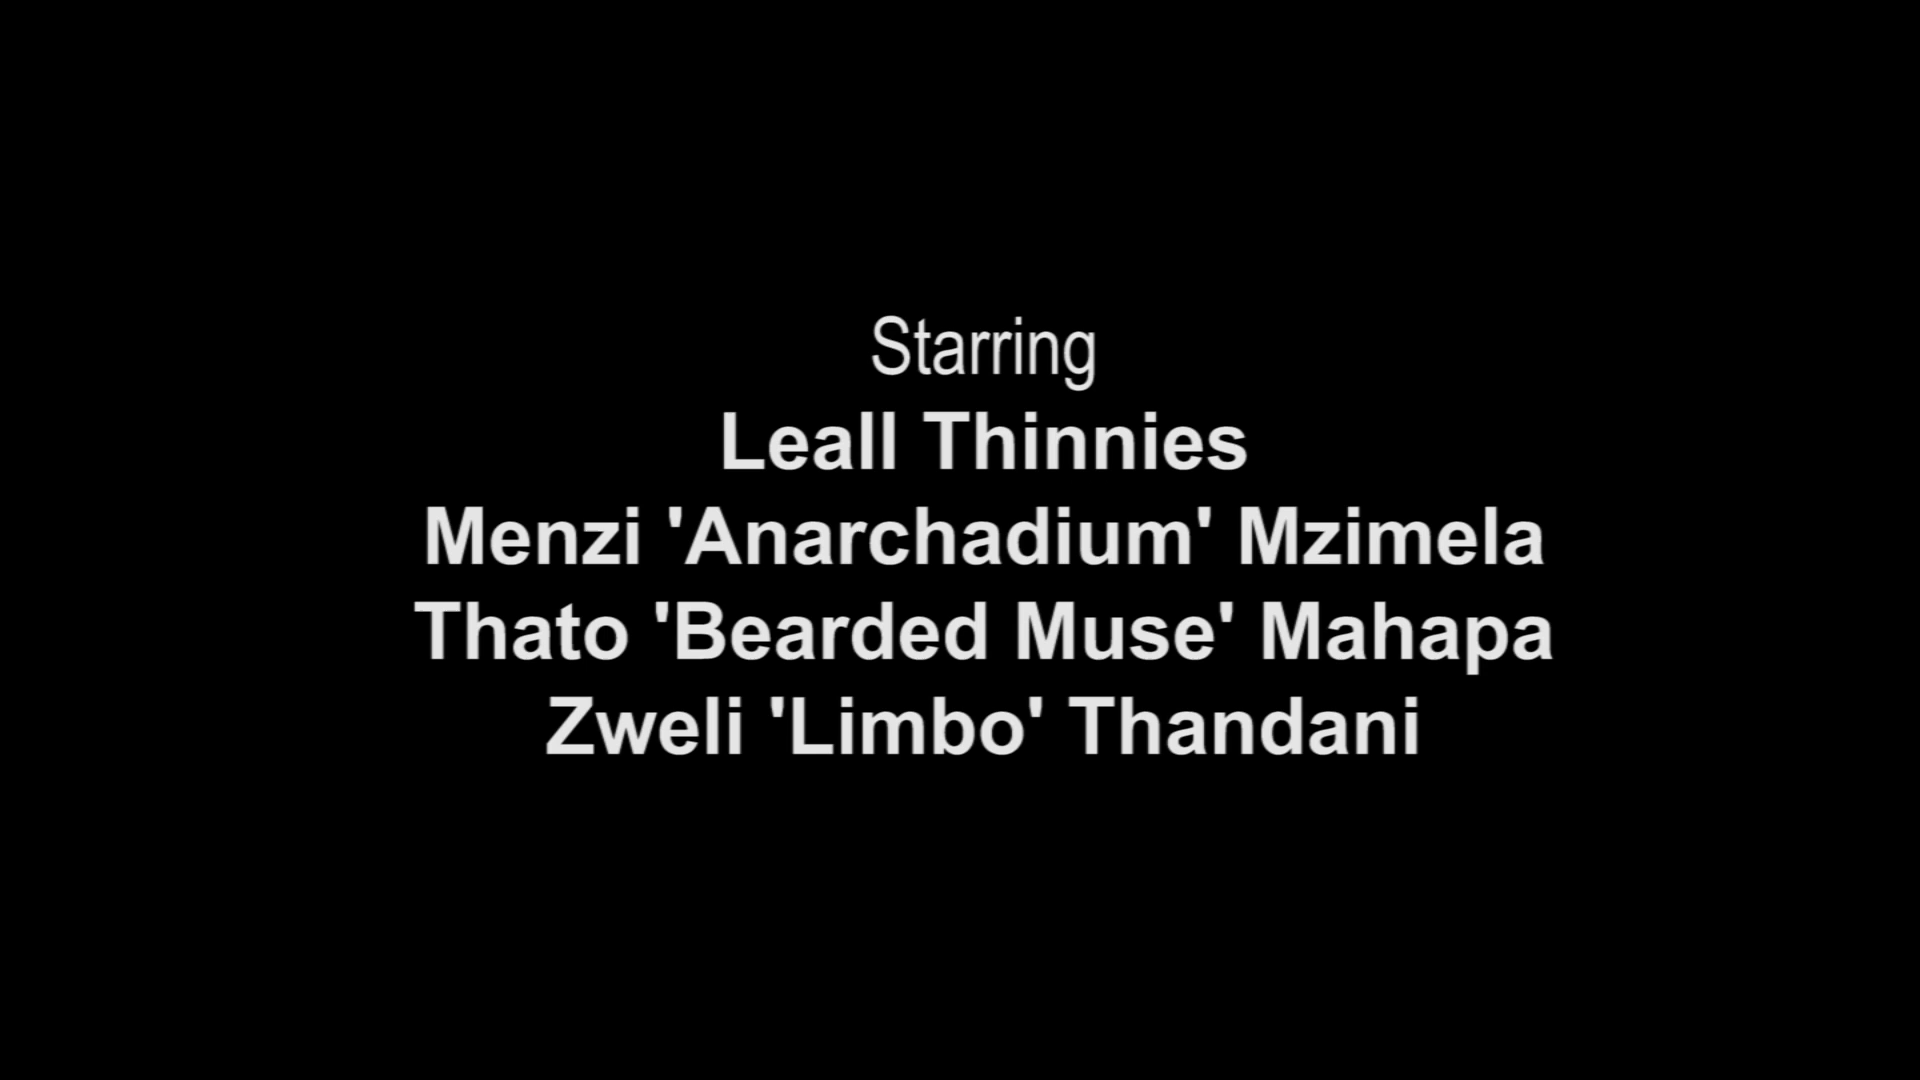 Starring
Leall Thinnies
Menzi 'Anarchadium' Mzimela
Thato 'Bearded Muse' Mahapa
Zweli 'Limbo' Thandani